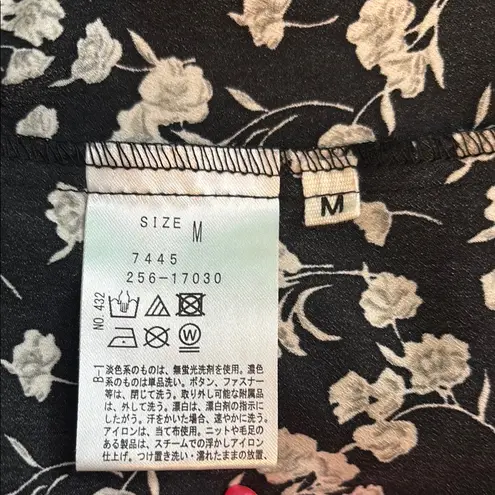 SIZE M
M
7445
256-17030
NO.432
B-1
淡色系のものは、無蛍光洗剤を使用。濃色
系のものは単品洗い。ボタン、ファスナー
等は、閉じて洗う。取り外し可能な附属品
は、外して洗う。漂白は、漂白剤の指示に
したがう。汗をかいた場合、速やかに洗う。
アイロンは、当て布使用。ニットや毛足の
ある製品は、スチームでの浮かしアイロン
仕上げ。つけ置き洗い・濡れたままの放置、